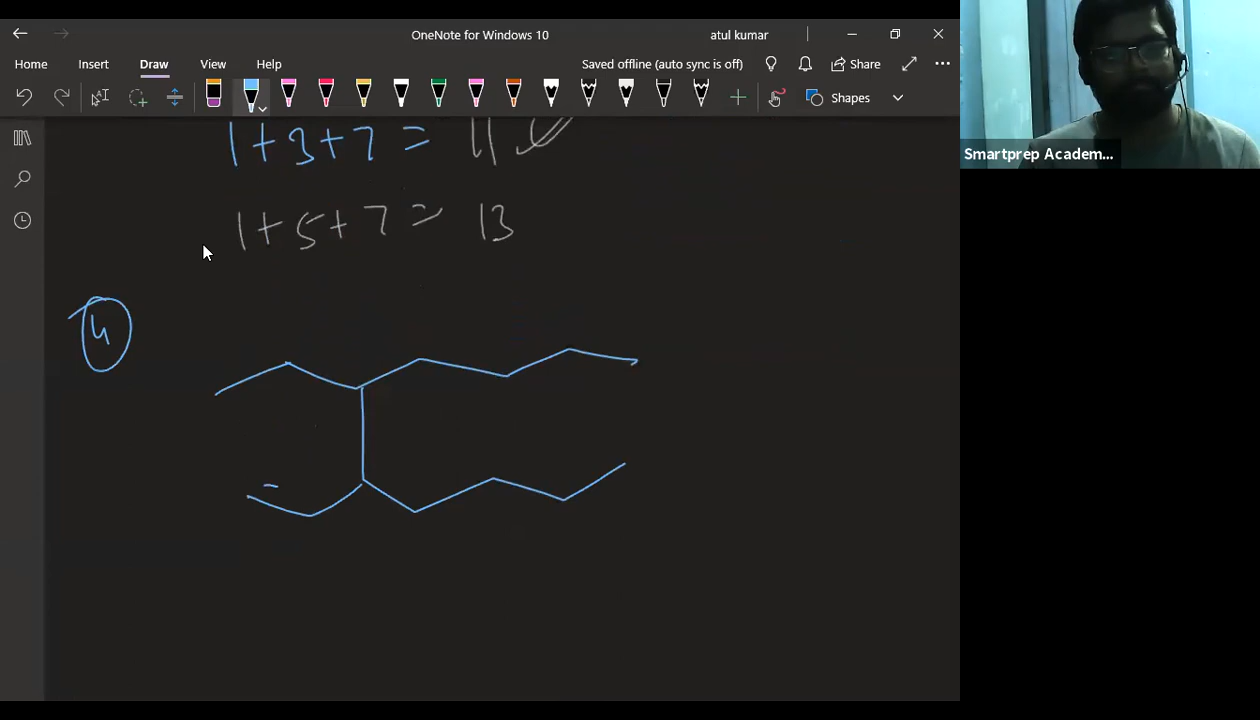 OneNote for Windows 10
atul kumar
Home Insert Draw View Help
Saved offline (auto sync is off)
Share
Shapes
Smartprep Academ...
1+3+7 = 11
1+5+7 = 13
4